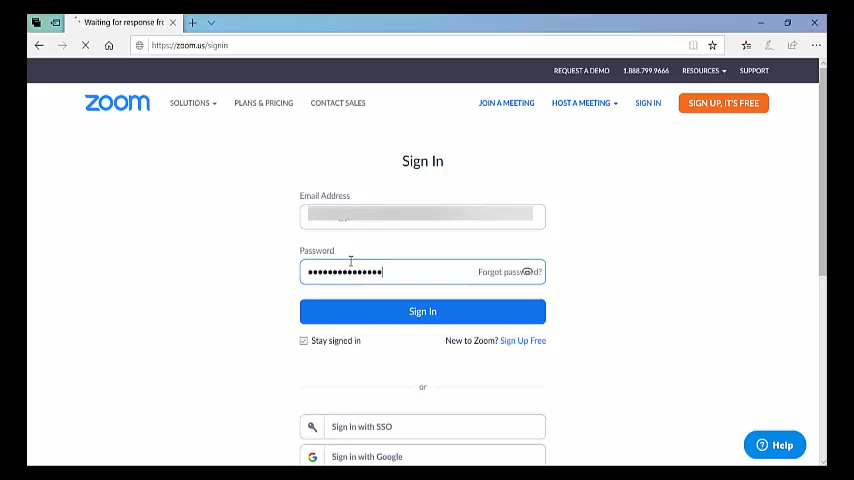 Waiting for response fro
https://zoom.us/signin
REQUEST A DEMO 1.888.799.9666 RESOURCES SUPPORT
zoom SOLUTIONS PLANS & PRICING CONTACT SALES JOIN A MEETING HOST A MEETING SIGN IN SIGN UP, IT'S FREE
Sign In
Email Address
Password
Forgot password?
Sign In
Stay signed in New to Zoom? Sign Up Free
or
Sign in with SSO
Sign in with Google
Help